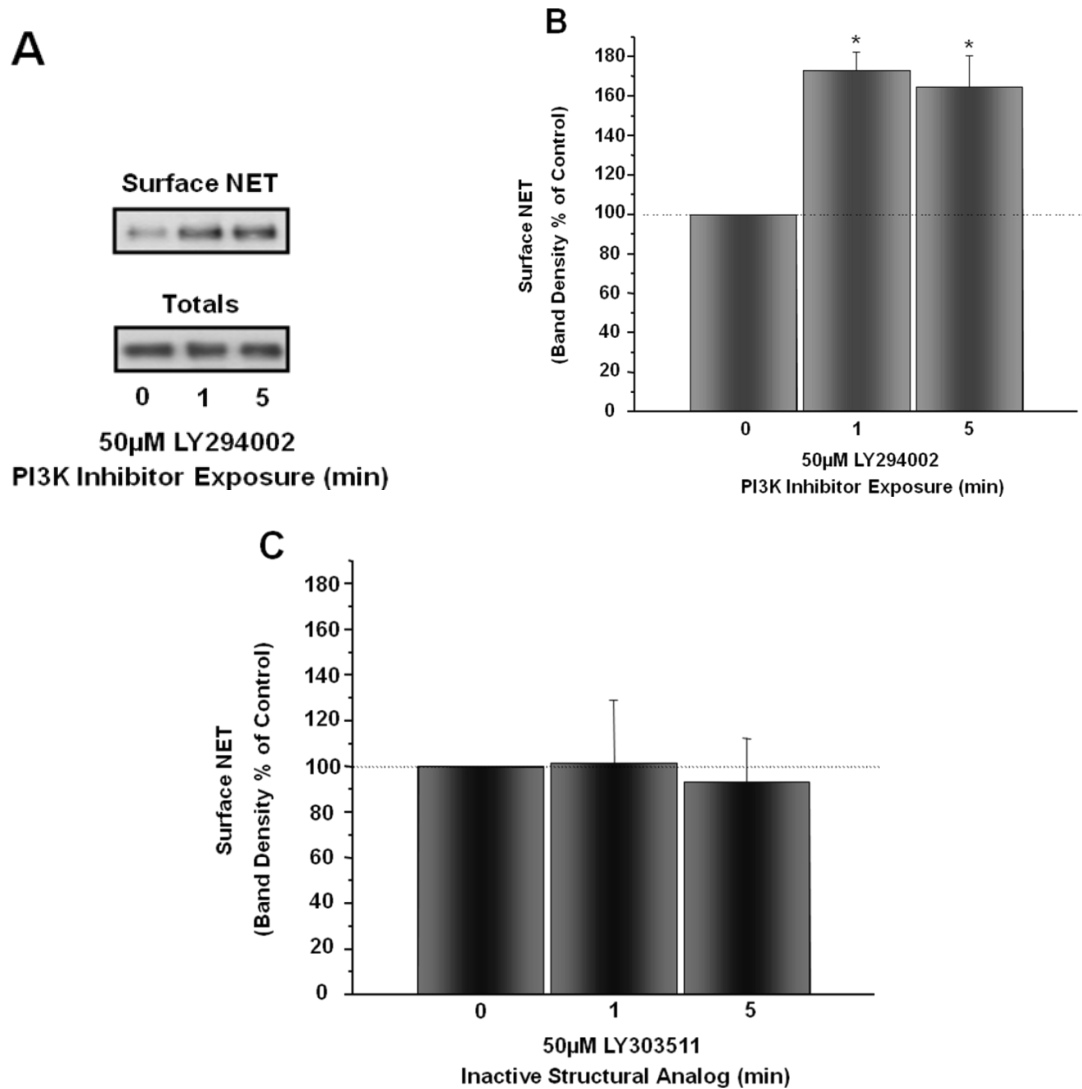 A
Surface NET
Totals
0 1 5
50µM LY294002
PI3K Inhibitor Exposure (min)
B
Surface NET
(Band Density % of Control)
180
160
140
120
100
80
60
40
20
0
* *
0 1 5
50µM LY294002
PI3K Inhibitor Exposure (min)
C
Surface NET
(Band Density % of Control)
180
160
140
120
100
80
60
40
20
0
0 1 5
50µM LY303511
Inactive Structural Analog (min)